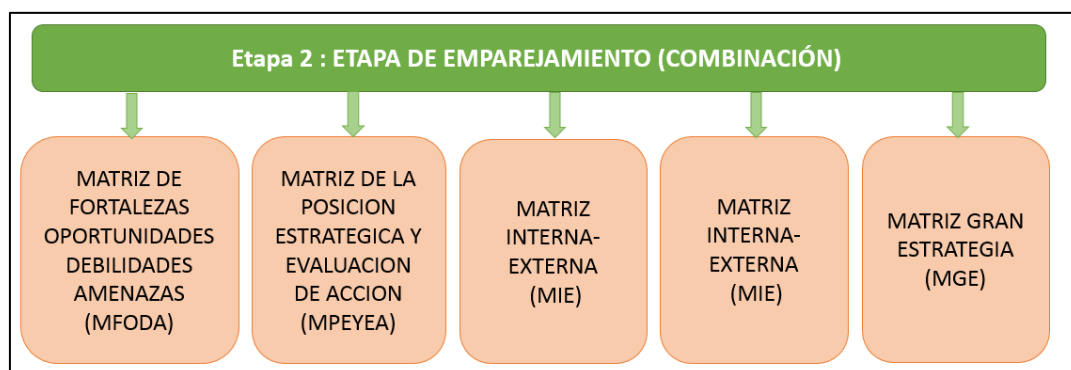 Etapa 2 : ETAPA DE EMPAREJAMIENTO (COMBINACIÓN)
MATRIZ DE
FORTALEZAS
OPORTUNIDADES
DEBILIDADES
AMENAZAS
(MFODA)
MATRIZ DE LA
POSICION
ESTRATEGICA Y
EVALUACION
DE ACCION
(MPEYEA)
MATRIZ
INTERNA-
EXTERNA
(MIE)
MATRIZ
INTERNA-
EXTERNA
(MIE)
MATRIZ GRAN
ESTRATEGIA
(MGE)